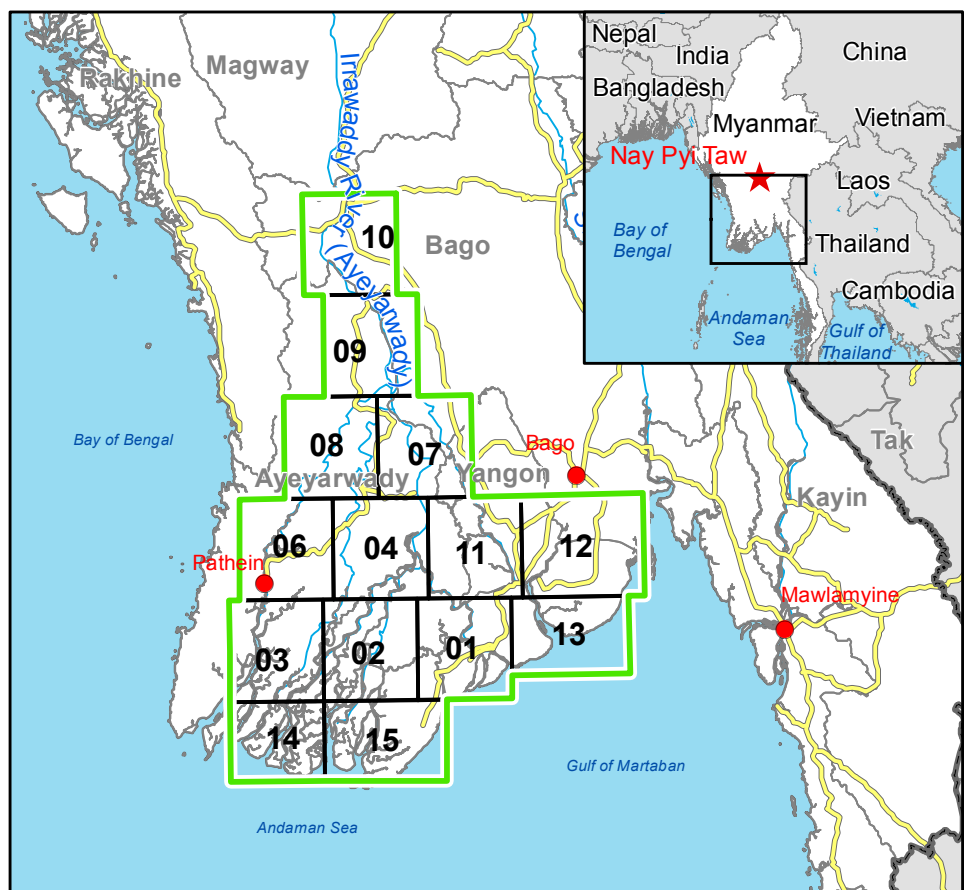 Magway
Rakhine
Irrawaddy River (Ayeyarwady)
10
Bago
09
Bay of Bengal
08
07
Ayeyarwady
Yangon
Bago
Tak
Kayin
06
04
11
12
Pathein
Mawlamyine
03
02
01
13
14
15
Gulf of Martaban
Andaman Sea
Nepal
India
China
Bangladesh
Myanmar
Vietnam
Nay Pyi Taw
Laos
Bay of
Bengal
Thailand
Cambodia
Andaman
Sea
Gulf of
Thailand